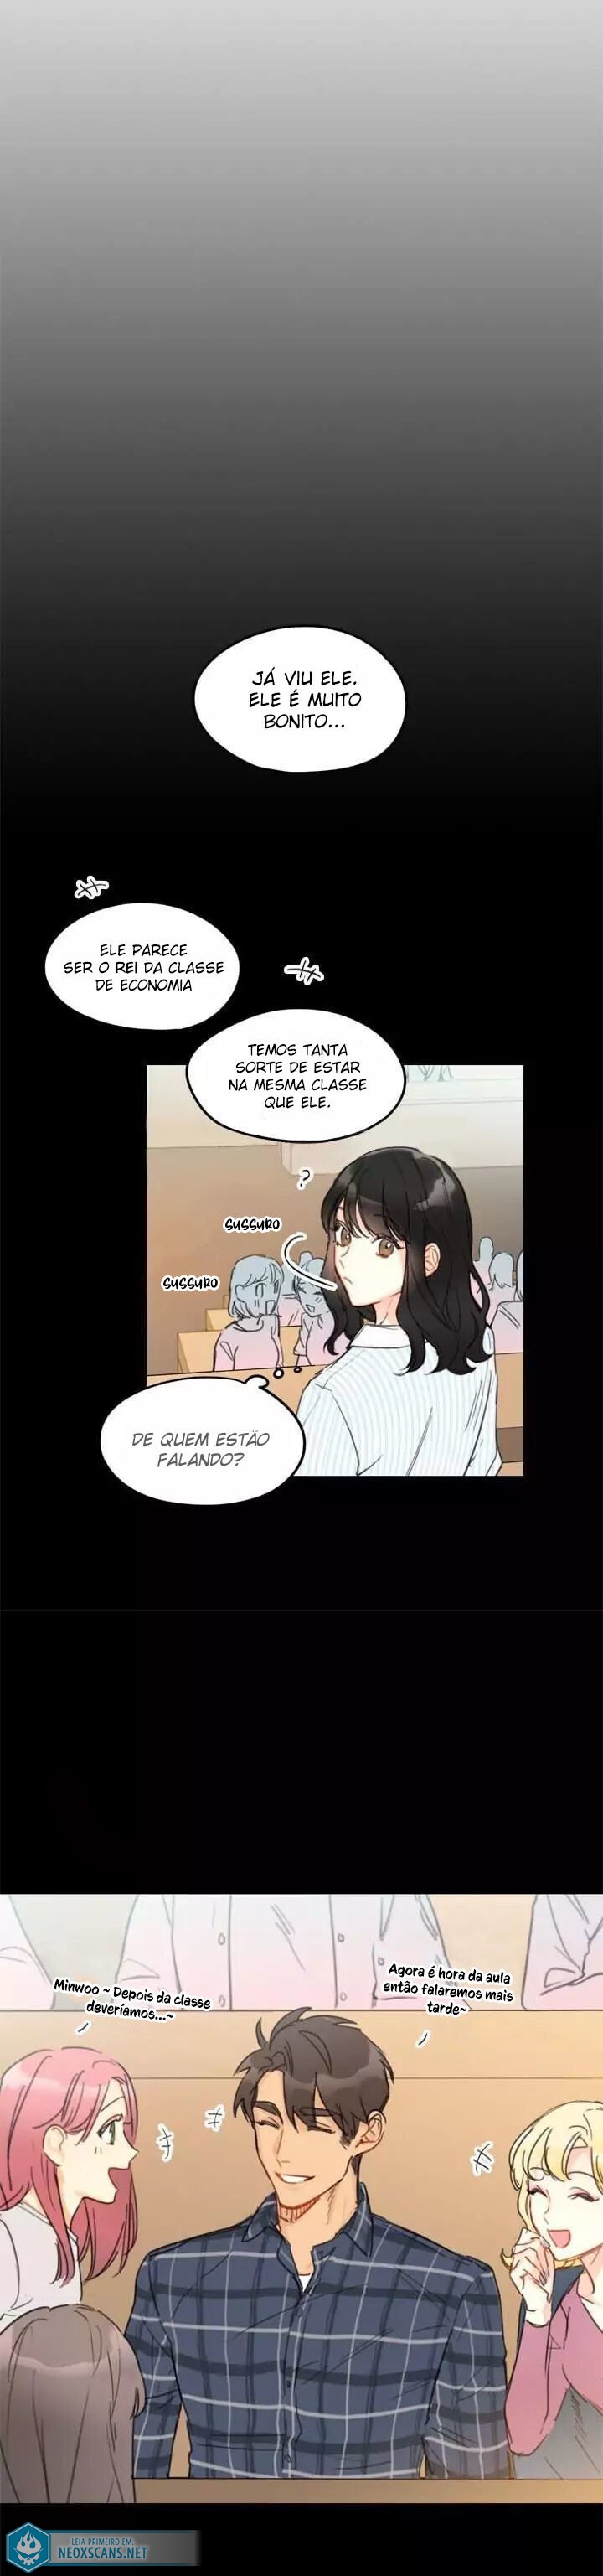 JÁ VIU ELE.
ELE É MUITO
BONITO...
ELE PARECE
SER O REI DA CLASSE
DE ECONOMIA
TEMOS TANTA
SORTE DE ESTAR
NA MESMA CLASSE
QUE ELE.
?
SUSSURO
SUSSURO
DE QUEM ESTÃO
FALANDO?
Minwoo ~ Depois da classe
deveríamos...~
Agora é hora da aula
então falaremos mais
tarde~
LEIA PRIMEIRO EM:
NEOXSCANS.NET